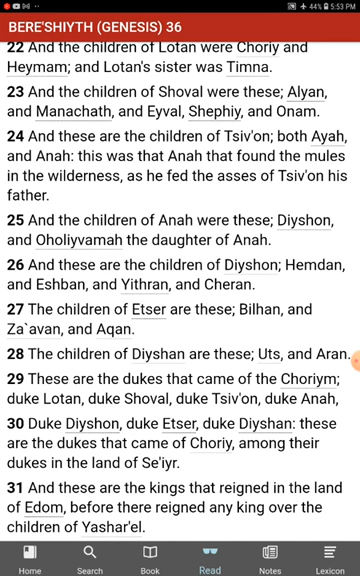 44% 5:53 PM
BERE'SHIYTH (GENESIS) 36
22 And the children of Lotan were Choriy and
Heymam; and Lotan's sister was Timna.
23 And the children of Shoval were these; Alyan,
and Manachath, and Eyval, Shephiy, and Onam.
24 And these are the children of Tsiv'on; both Ayah,
and Anah: this was that Anah that found the mules
in the wilderness, as he fed the asses of Tsiv'on his
father.
25 And the children of Anah were these; Diyshon,
and Oholiyvamah the daughter of Anah.
26 And these are the children of Diyshon; Hemdan,
and Eshban, and Yithran, and Cheran.
27 The children of Etser are these; Bilhan, and
Za`avan, and Aqan.
28 The children of Diyshan are these; Uts, and Aran.
29 These are the dukes that came of the Choriym;
duke Lotan, duke Shoval, duke Tsiv'on, duke Anah,
30 Duke Diyshon, duke Etser, duke Diyshan: these
are the dukes that came of Choriy, among their
dukes in the land of Se'iyr.
31 And these are the kings that reigned in the land
of Edom, before there reigned any king over the
children of Yashar'el.
Home Search Book Read Notes Lexicon